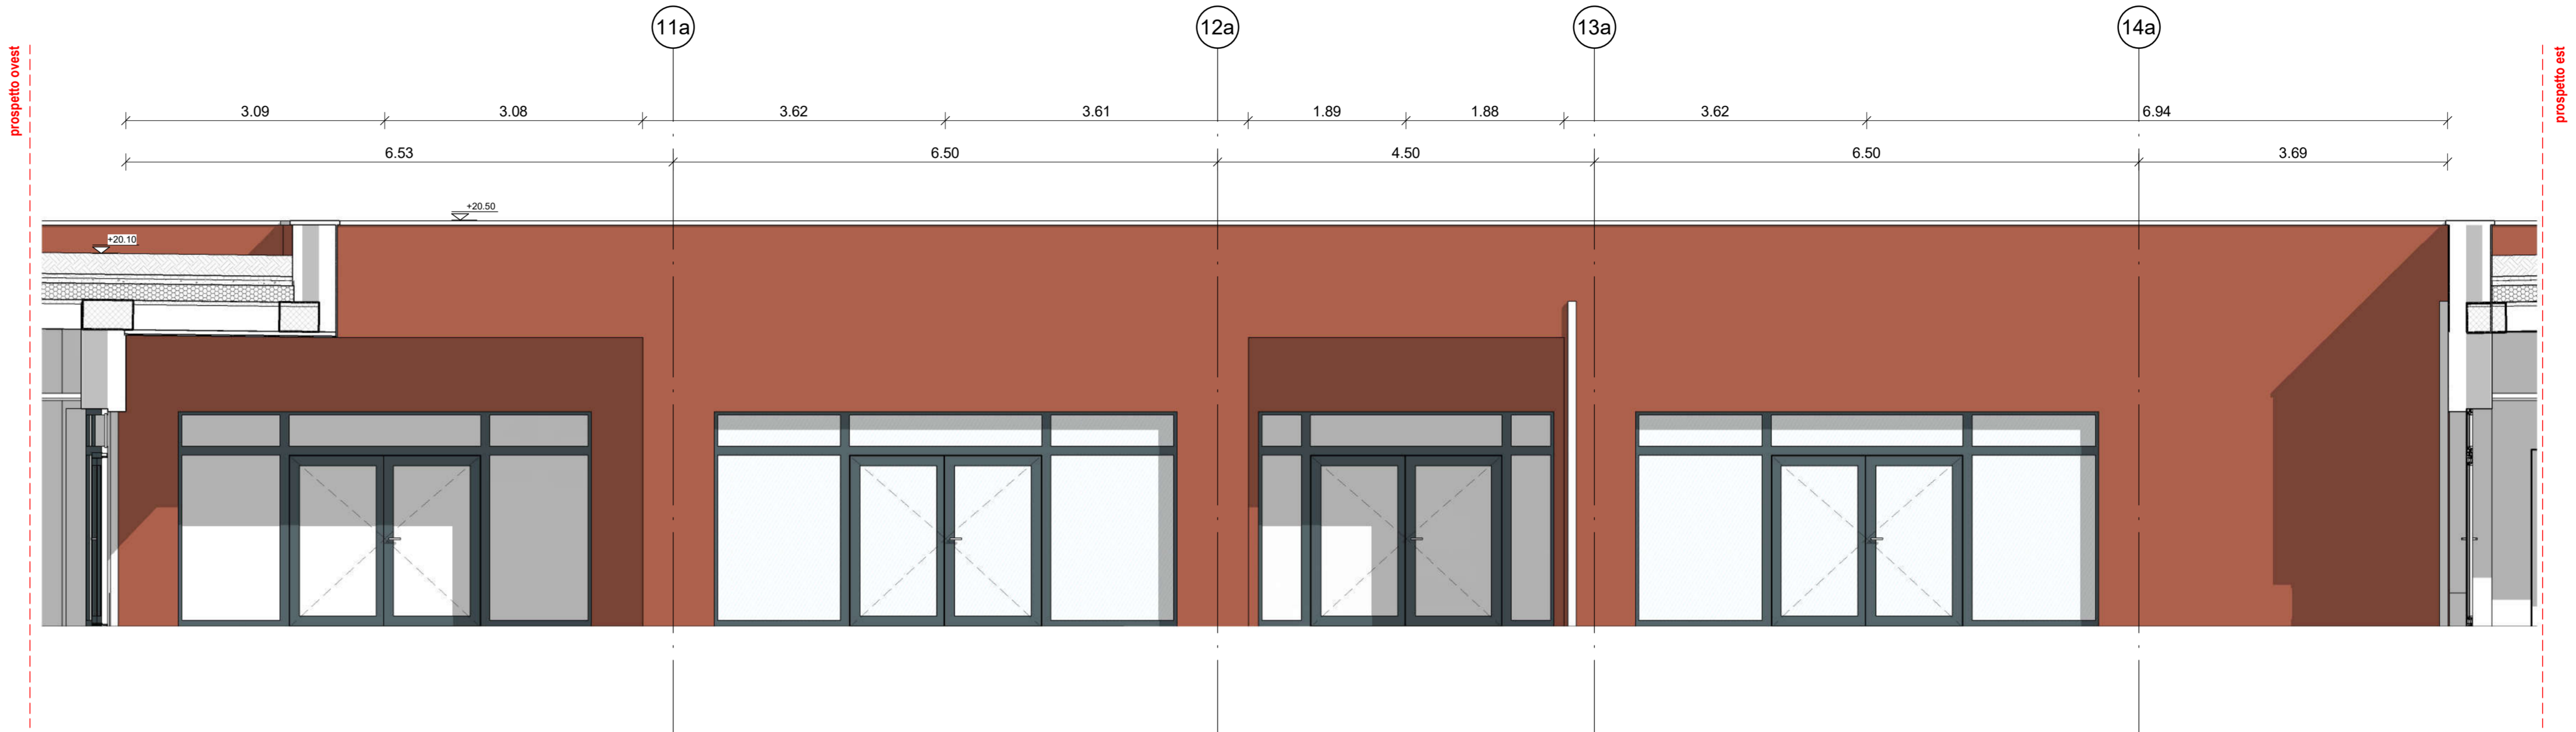 11a
12a
13a
14a
prospetto ovest
prospetto est
3.09
3.08
3.62
3.61
1.89
1.88
3.62
6.94
6.53
6.50
4.50
6.50
3.69
+20.50
+20.10